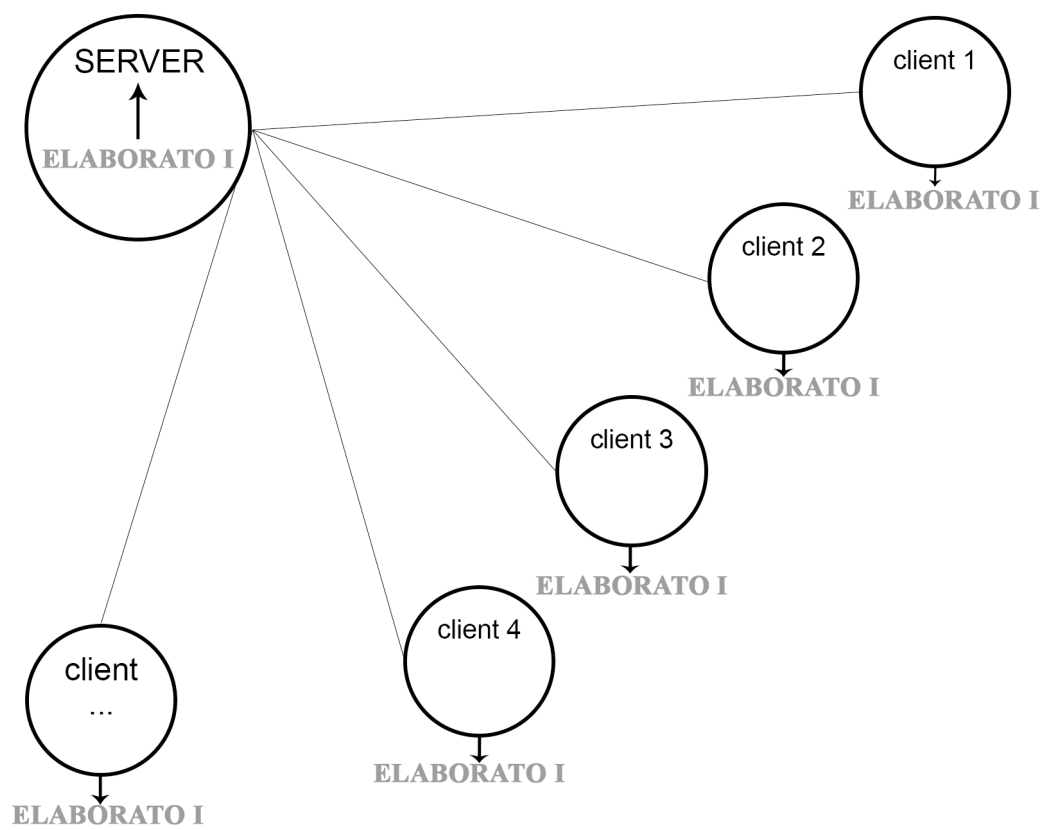 SERVER
ELABORATO I
client 1
ELABORATO I
client 2
ELABORATO I
client 3
ELABORATO I
client 4
ELABORATO I
client
...
ELABORATO I